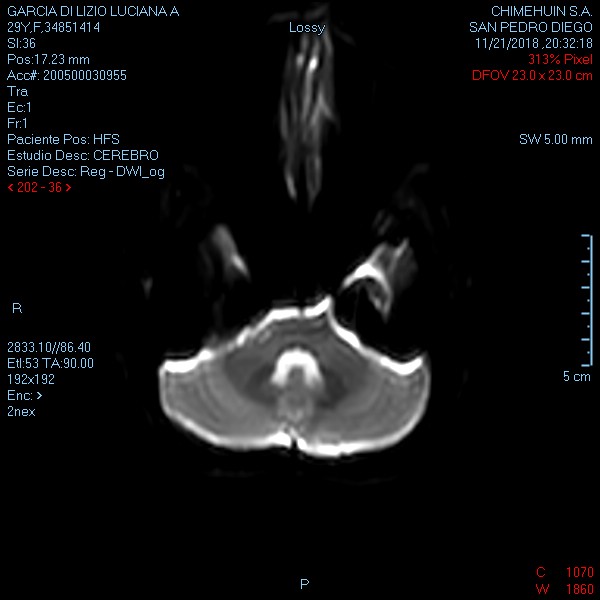 GARCIA DI LIZIO LUCIANA A
29Y,F,34851414
Sl:36
Pos:17.23 mm
Acc#: 200500030955
Tra
Ec:1
Fr:1
Paciente Pos: HFS
Estudio Desc: CEREBRO
Serie Desc: Reg - DWI_og
< 202 - 36 >
Lossy
CHIMEHUIN S.A.
SAN PEDRO DIEGO
11/21/2018 ,20:32:18
313% Pixel
DFOV 23.0 x 23.0 cm
SW 5.00 mm
R
2833.10//86.40
Etl:53 TA:90.00
192x192
Enc: >
2nex
5 cm
P
C 1070
W 1860